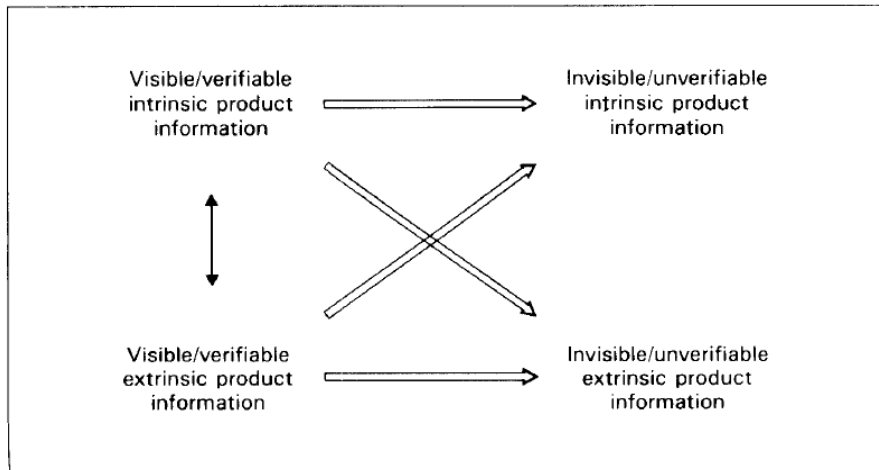 Visible/verifiable
intrinsic product
information
Invisible/unverifiable
intrinsic product
information
Visible/verifiable
extrinsic product
information
Invisible/unverifiable
extrinsic product
information